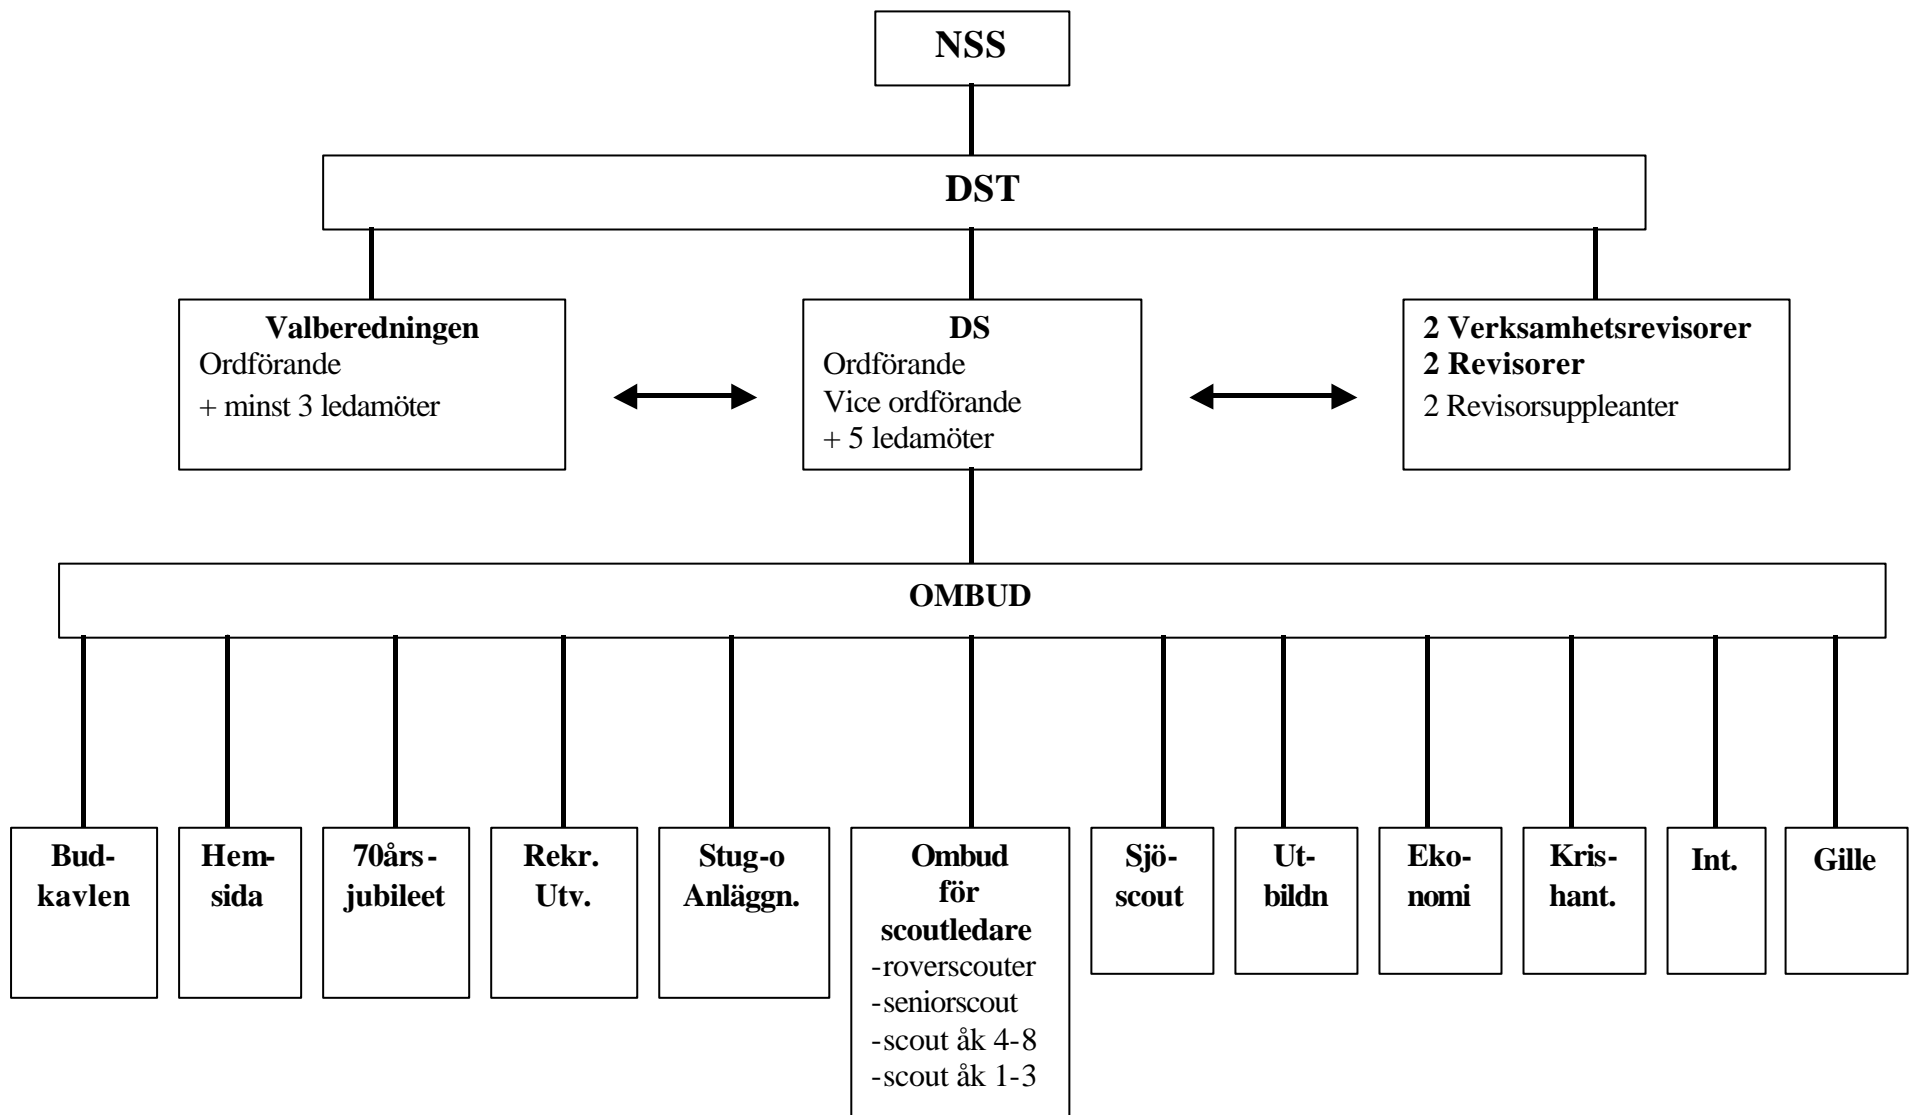 NSS
DST
Valberedningen
Ordförande
+ minst 3 ledamöter
DS
Ordförande
Vice ordförande
+ 5 ledamöter
2 Verksamhetsrevisorer
2 Revisorer
2 Revisorsuppleanter
OMBUD
Bud-
kavlen
Hem-
sida
70års-
jubileet
Rekr.
Utv.
Stug-o
Anläggn.
Ombud
för
scoutledare
-roverscouter
-seniorscout
-scout åk 4-8
-scout åk 1-3
Sjö-
scout
Ut-
bildn
Eko-
nomi
Kris-
hant.
Int.
Gille